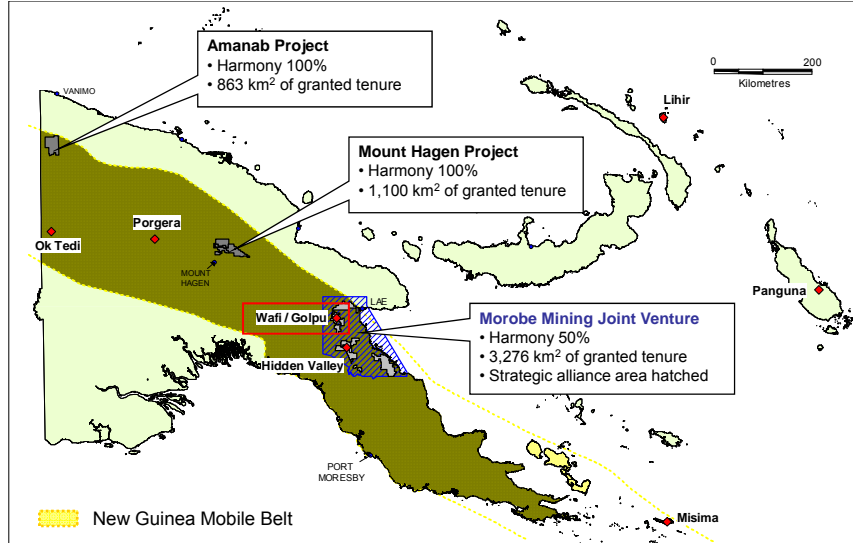 Amanab Project
• Harmony 100%
• 863 km² of granted tenure
VANIMO
0 200
Kilometres
Lihir
Mount Hagen Project
• Harmony 100%
• 1,100 km² of granted tenure
Porgera
Ok Tedi
MOUNT
HAGEN
Panguna
LAE
Wafi / Golpu
Morobe Mining Joint Venture
• Harmony 50%
• 3,276 km² of granted tenure
• Strategic alliance area hatched
Hidden Valley
PORT
MORESBY
New Guinea Mobile Belt
Misima